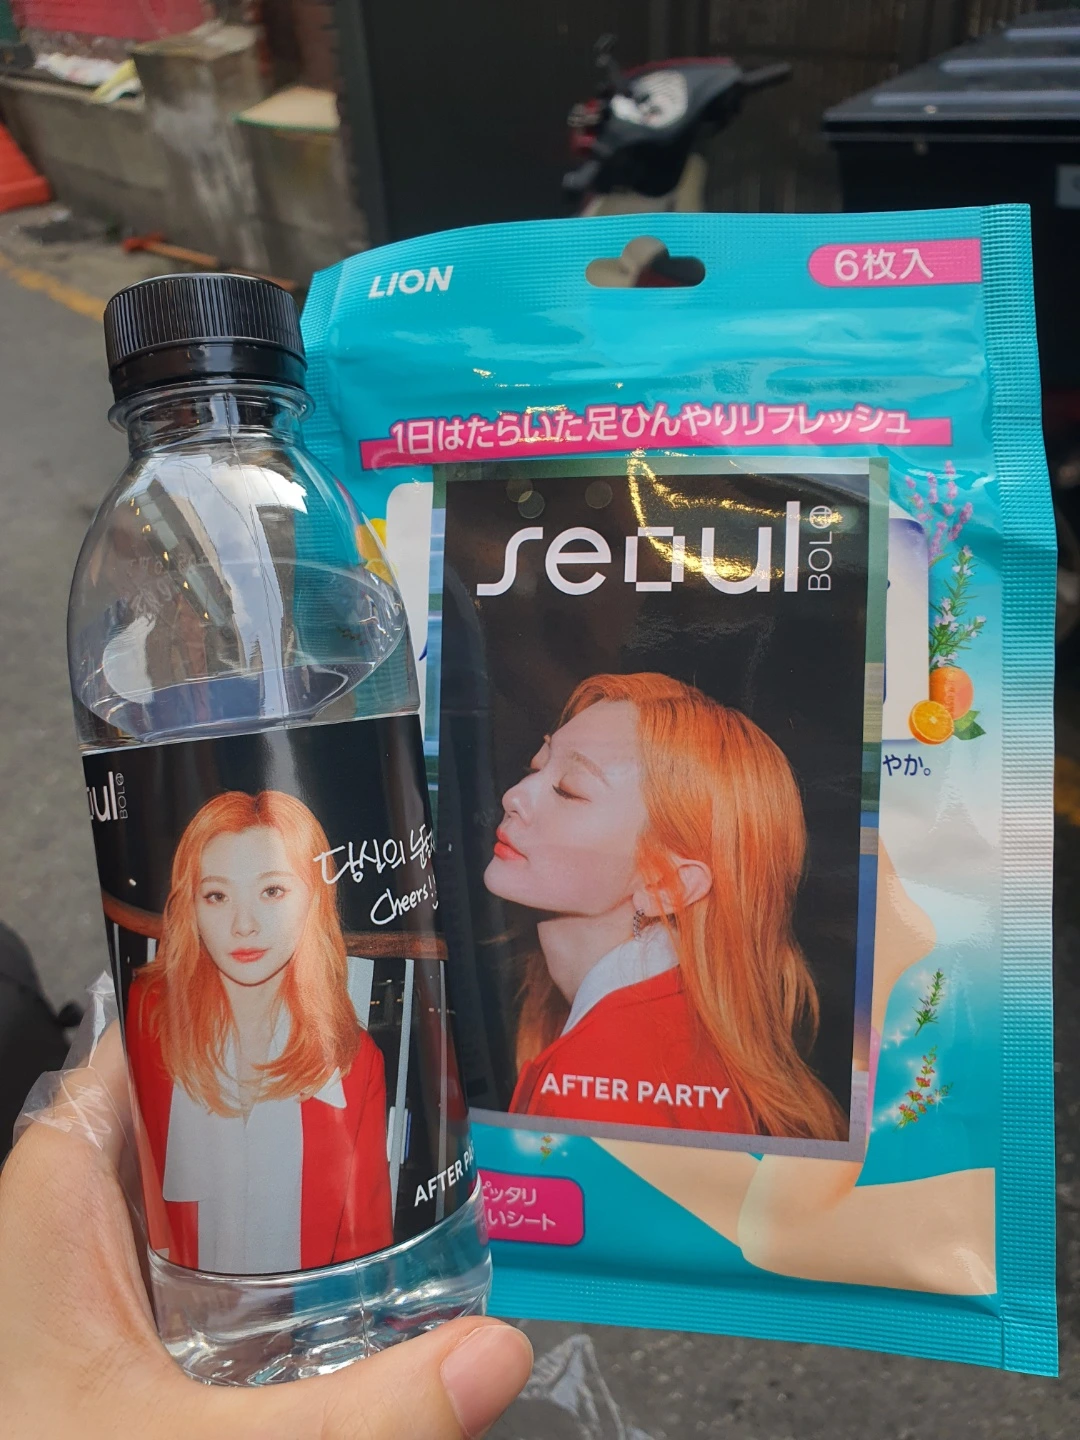 LION
6枚入
1日はたらいた足ひんやりリフレッシュ
seoul
BOL
やか。
AFTER PARTY
ピッタリ
いシート
ul
BOL
당신의
Cheers!!
AFTER